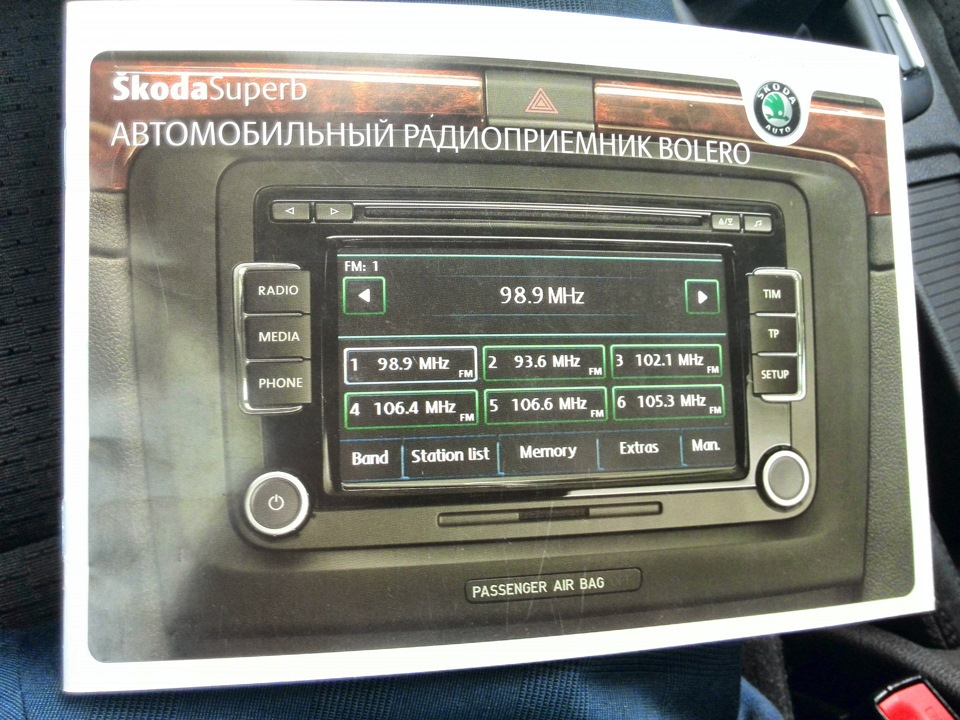 ŠkodaSuperb
АВТОМОБИЛЬНЫЙ РАДИОПРИЕМНИК BOLERO
ŠKODA
AUTO
FM: 1
98.9 MHz
RADIO
MEDIA
PHONE
TIM
TP
SETUP
1 98.9 MHz FM
2 93.6 MHz FM
3 102.1 MHz FM
4 106.4 MHz FM
5 106.6 MHz FM
6 105.3 MHz FM
Band
Station list
Memory
Extras
Man.
PASSENGER AIR BAG